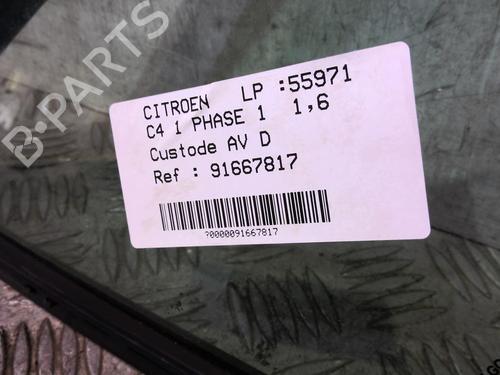 CITROEN LP :55971
C4 1 PHASE 1 1,6
Custode AV D
Ref : 91667817
?0000091667817
B-Parts